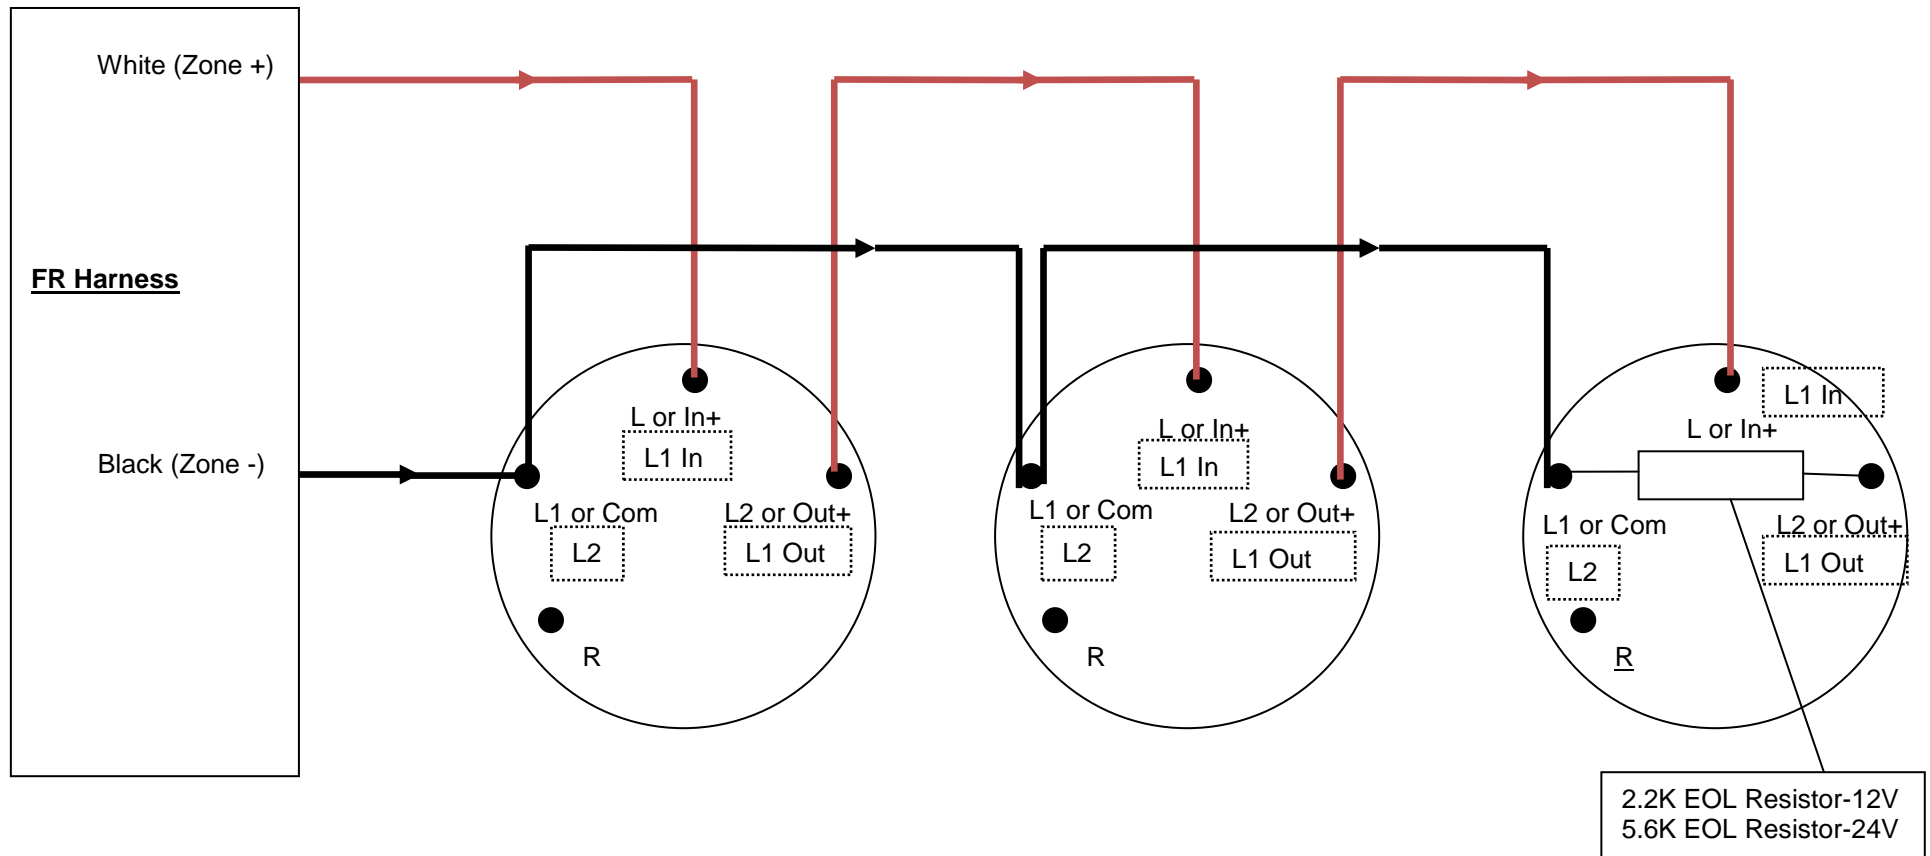 White (Zone +)
FR Harness
Black (Zone -)
L or In+
L1 In
L1 or Com
L2
L2 or Out+
L1 Out
R
L or In+
L1 In
L1 or Com
L2
L2 or Out+
L1 Out
R
L1 In
L or In+
L1 or Com
L2
L2 or Out+
L1 Out
R
2.2K EOL Resistor-12V
5.6K EOL Resistor-24V